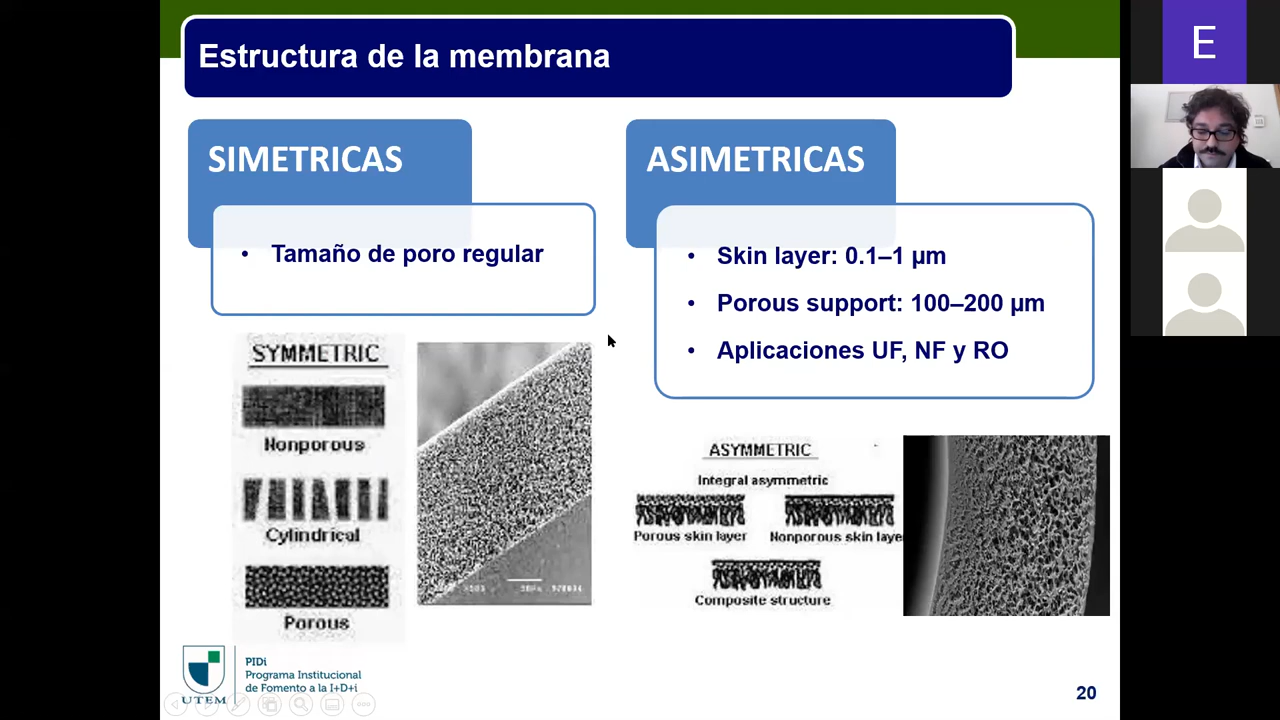 Estructura de la membrana
E
SIMETRICAS
• Tamaño de poro regular
ASIMETRICAS
• Skin layer: 0.1–1 µm
• Porous support: 100–200 µm
• Aplicaciones UF, NF y RO
SYMMETRIC
Nonporous
Cylindrical
Porous
ASYMMETRIC
Integral asymmetric
Porous skin layer
Nonporous skin laye
Composite structure
UTEM
PIDi
Programa Institucional
de Fomento a la I+D+i
20